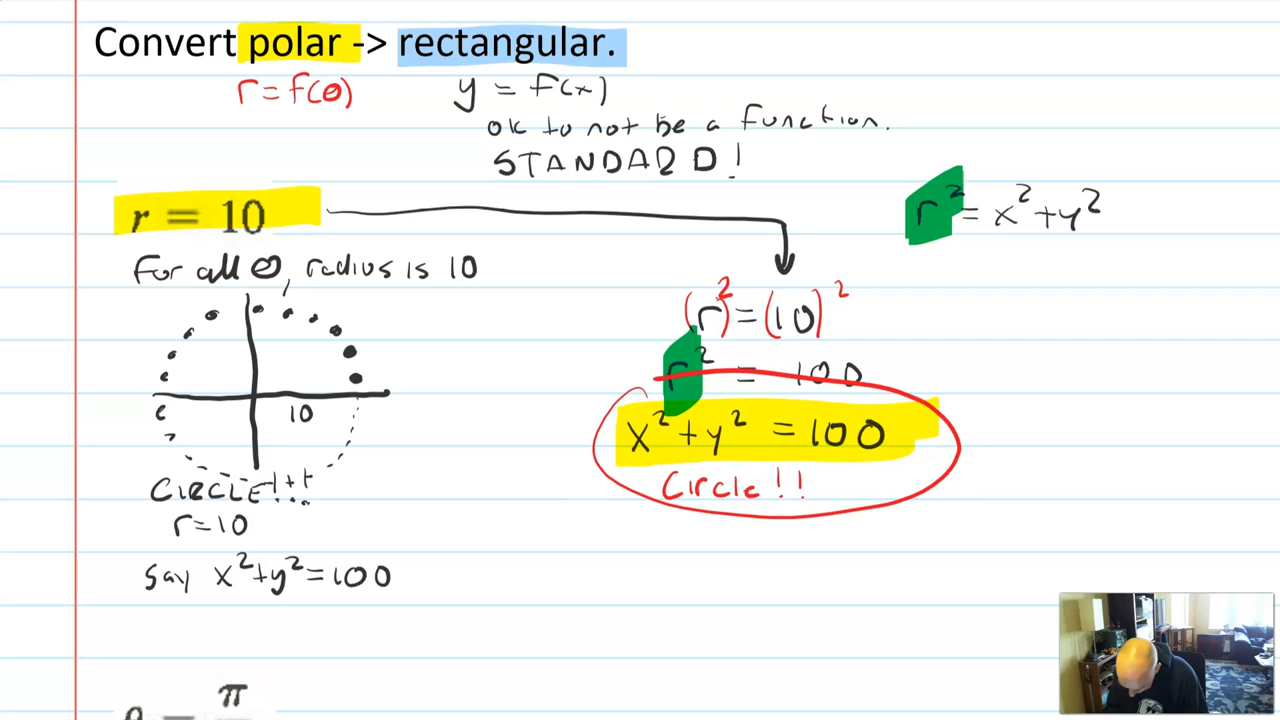 Convert polar -> rectangular.
r = f(θ)
y = f(x)
ok to not be a function.
STANDARD!
r = 10
r² = x² + y²
For all θ, radius is 10
(r)² = (10)²
r² = 100
10
x² + y² = 100
Circle!!
CIRCLE!!!
r = 10
Say x² + y² = 100
π